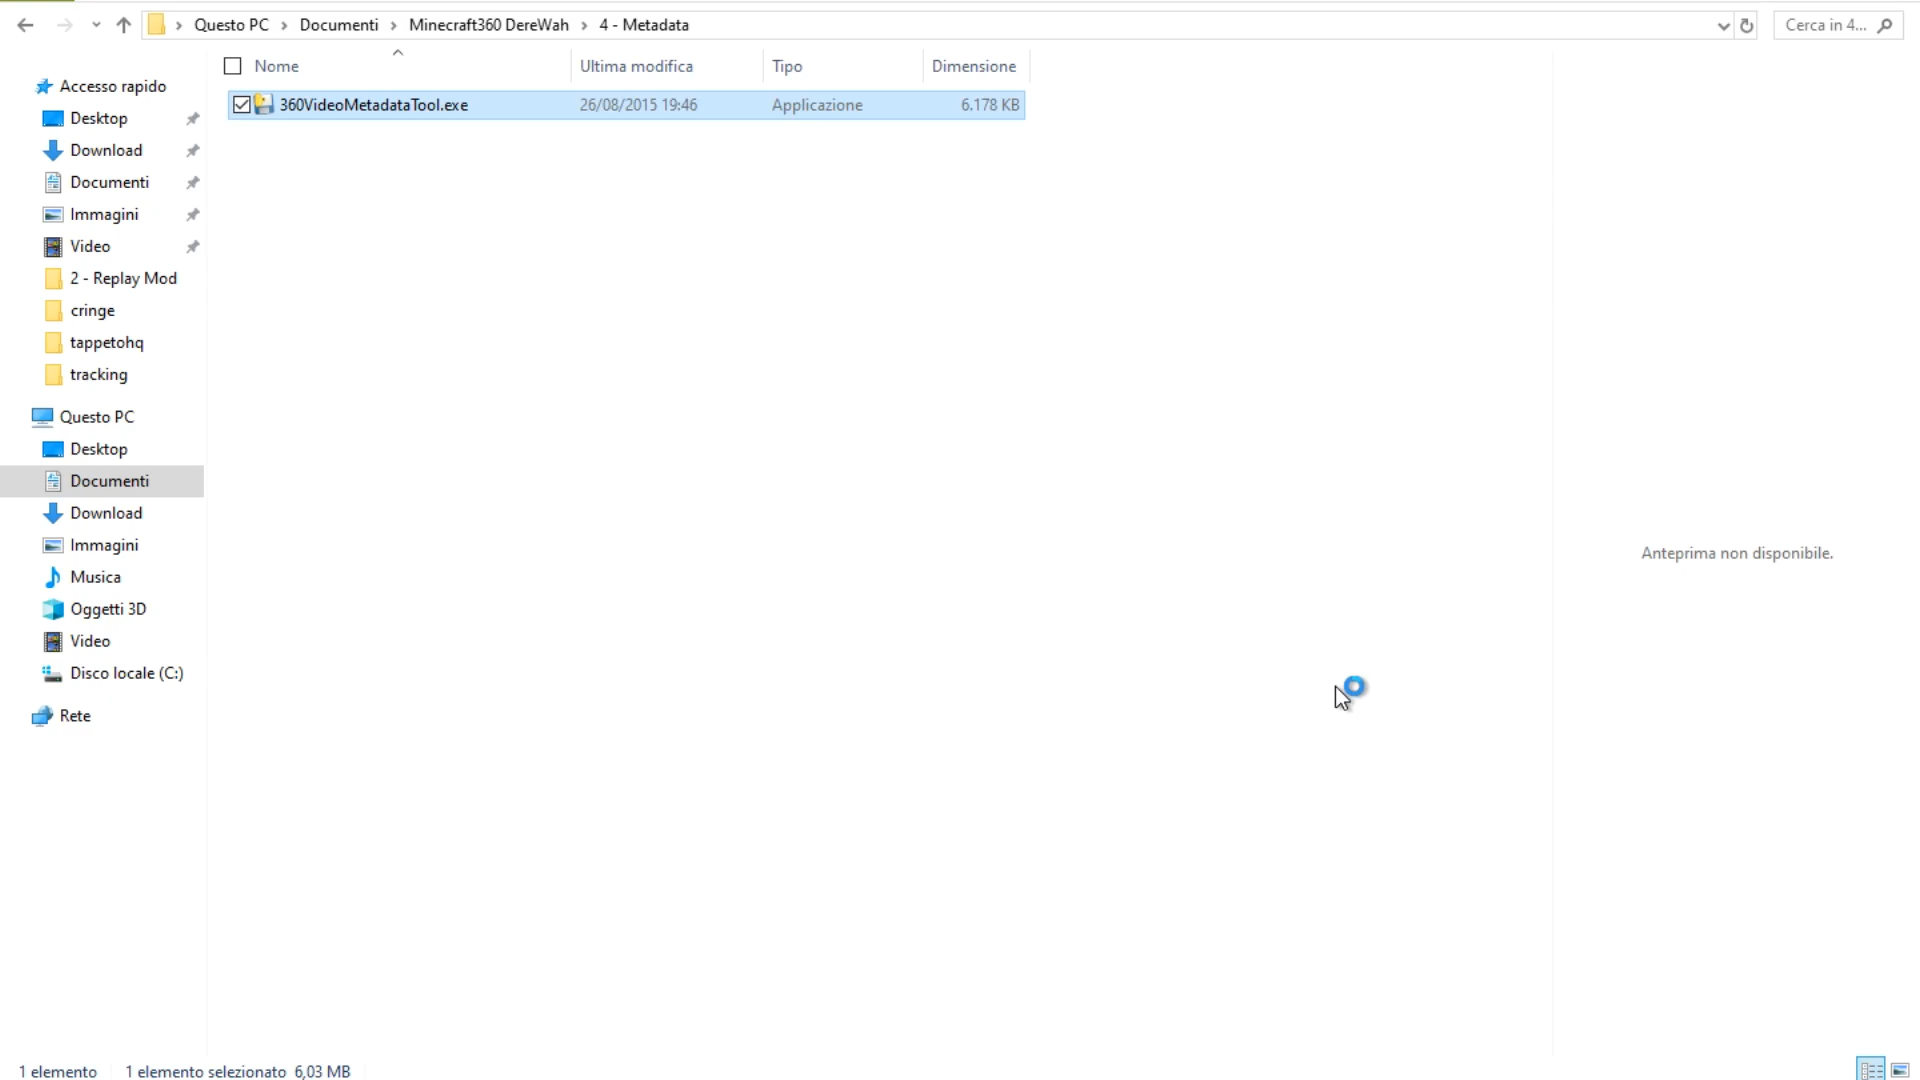 Questo PC Documenti Minecraft360 DereWah 4 - Metadata Cerca in 4...
Nome Ultima modifica Tipo Dimensione
360VideoMetadataTool.exe 26/08/2015 19:46 Applicazione 6.178 KB
Accesso rapido
Desktop
Download
Documenti
Immagini
Video
2 - Replay Mod
cringe
tappetohq
tracking
Questo PC
Desktop
Documenti
Download
Immagini
Musica
Oggetti 3D
Video
Disco locale (C:)
Rete
Anteprima non disponibile.
1 elemento 1 elemento selezionato 6,03 MB